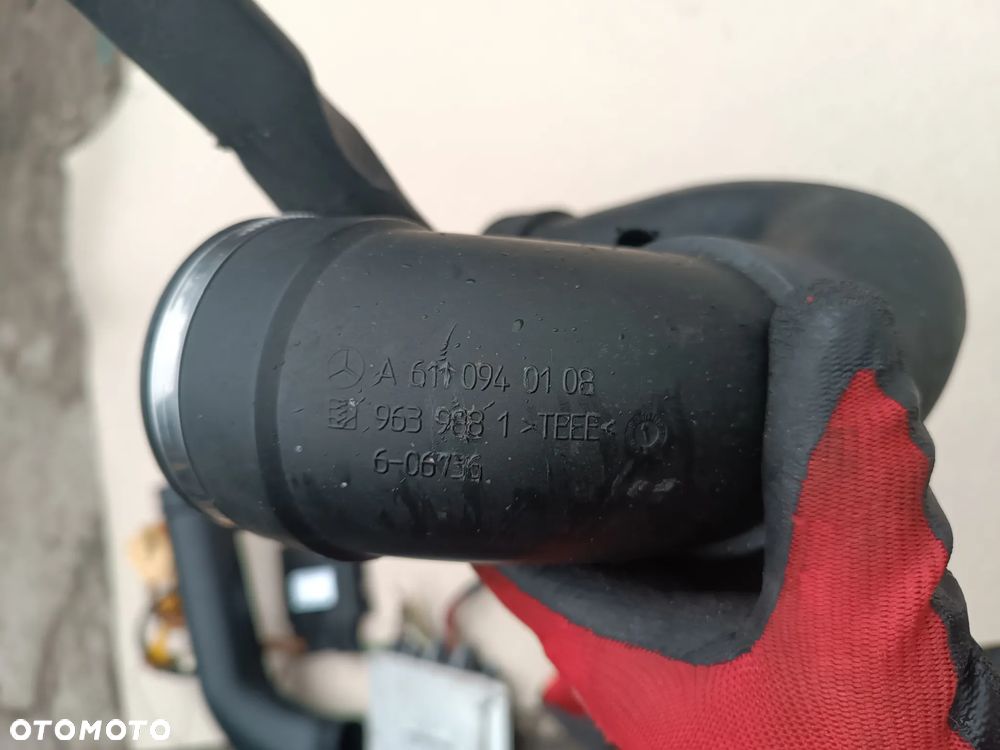 A 611 094 01 08
963 988 1 >TEEE<
6-06736
OTOMOTO